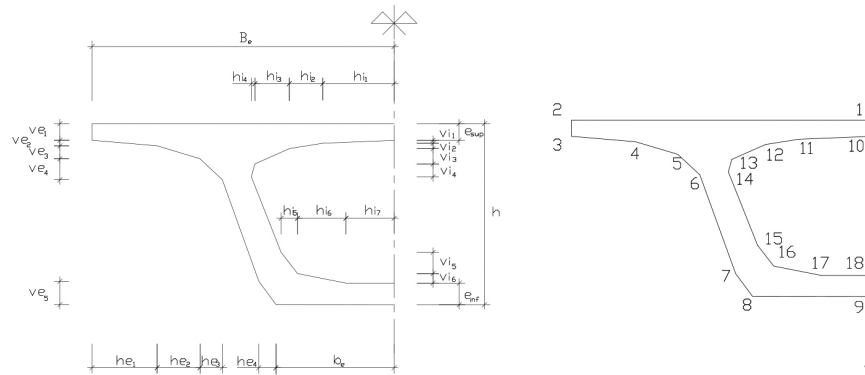 Be
hi4 hi3 hi2 hi1
ve1
ve2
ve3
ve4
esup
vi1
vi2
vi3
vi4
h
hi5 hi6 hi7
vi5
vi6
ve5
einf
he1 he2 he3 he4 be
2 1
3 4 5 6 13 12 11 10
14
15
16
7 17 18
8 9